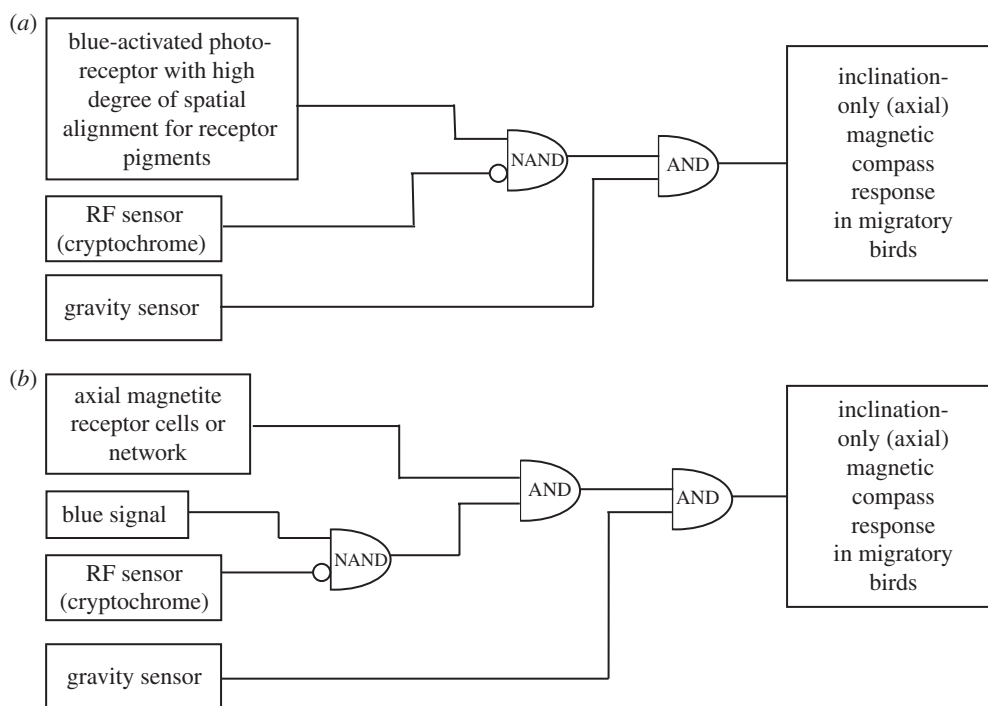 (a)
blue-activated photo-
receptor with high
degree of spatial
alignment for receptor
pigments
RF sensor
(cryptochrome)
gravity sensor
NAND
AND
inclination-
only (axial)
magnetic
compass
response
in migratory
birds
(b)
axial magnetite
receptor cells or
network
blue signal
RF sensor
(cryptochrome)
gravity sensor
NAND
AND
AND
inclination-
only (axial)
magnetic
compass
response
in migratory
birds